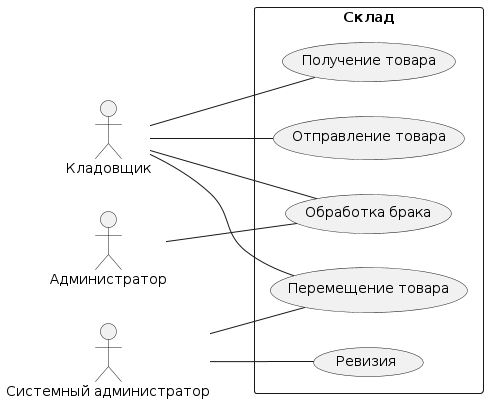 Склад
Получение товара
Отправление товара
Кладовщик
Обработка брака
Администратор
Перемещение товара
Ревизия
Системный администратор